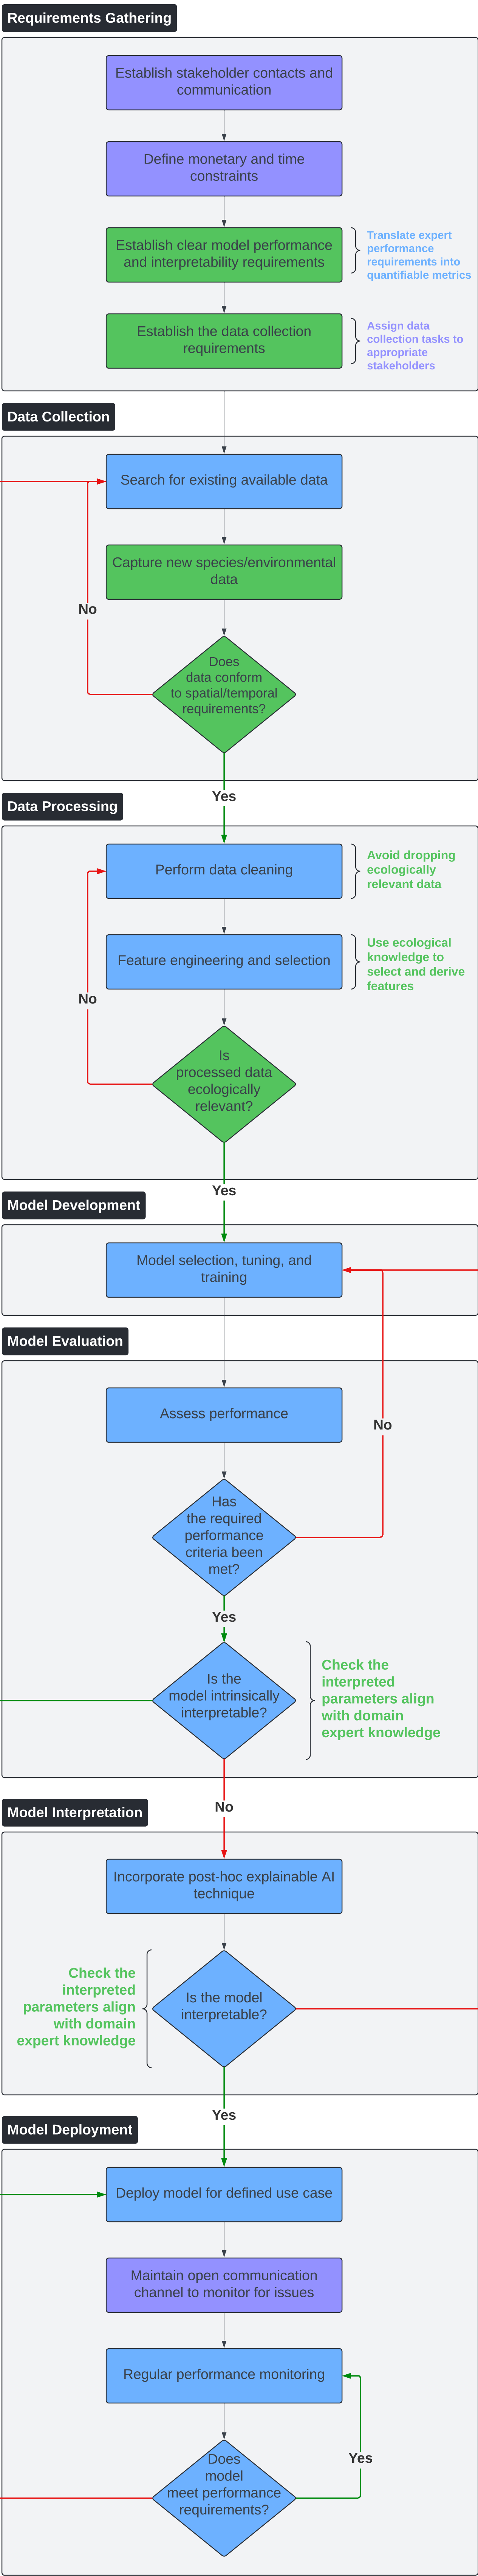 Requirements Gathering
Establish stakeholder contacts and
communication
Define monetary and time
constraints
Establish clear model performance
and interpretability requirements
Translate expert
performance
requirements into
quantifiable metrics
Establish the data collection
requirements
Assign data
collection tasks to
appropriate
stakeholders
Data Collection
Search for existing available data
Capture new species/environmental
data
No
Does
data conform
to spatial/temporal
requirements?
Yes
Data Processing
Perform data cleaning
Avoid dropping
ecologically
relevant data
Feature engineering and selection
Use ecological
knowledge to
select and derive
features
No
Is
processed data
ecologically
relevant?
Yes
Model Development
Model selection, tuning, and
training
Model Evaluation
Assess performance
No
Has
the required
performance
criteria been
met?
Yes
Is the
model intrinsically
interpretable?
Check the
interpreted
parameters align
with domain
expert knowledge
No
Model Interpretation
Incorporate post-hoc explainable AI
technique
Check the
interpreted
parameters align
with domain
expert knowledge
Is the model
interpretable?
Yes
Model Deployment
Deploy model for defined use case
Maintain open communication
channel to monitor for issues
Regular performance monitoring
Yes
Does
model
meet performance
requirements?